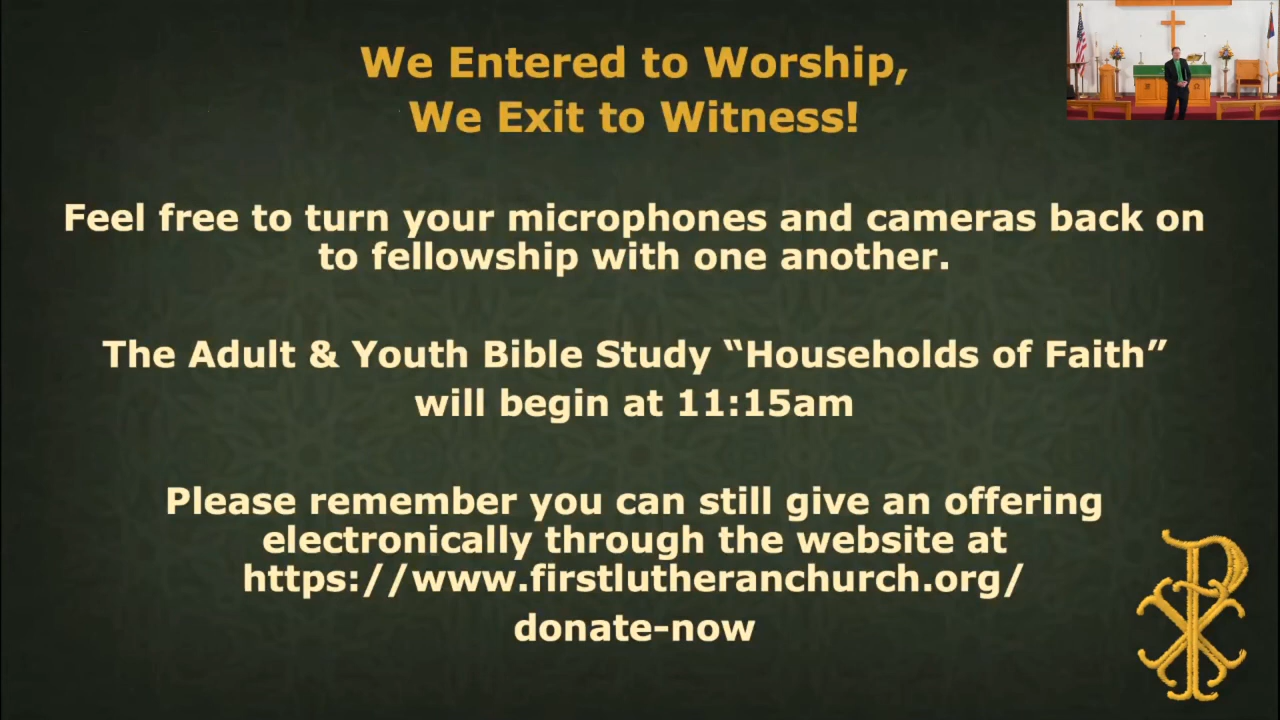 We Entered to Worship,
We Exit to Witness!
Feel free to turn your microphones and cameras back on
to fellowship with one another.
The Adult & Youth Bible Study “Households of Faith”
will begin at 11:15am
Please remember you can still give an offering
electronically through the website at
https://www.firstlutheranchurch.org/
donate-now